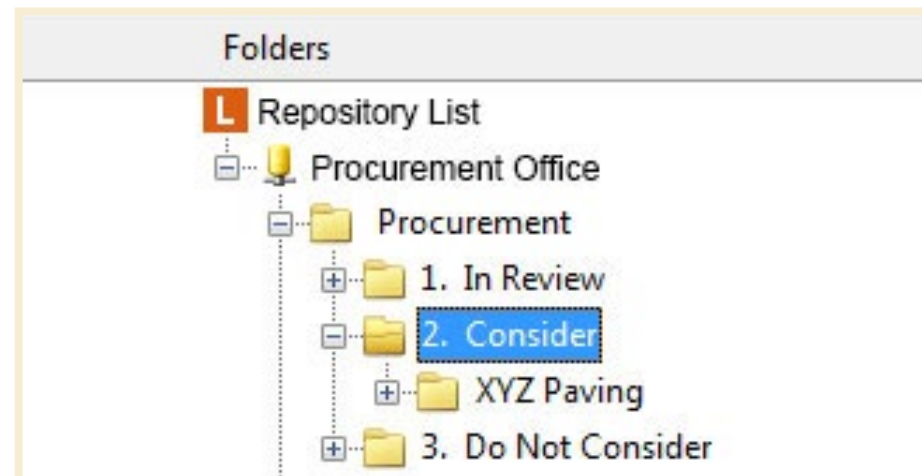 Folders
L Repository List
Procurement Office
Procurement
1. In Review
2. Consider
XYZ Paving
3. Do Not Consider